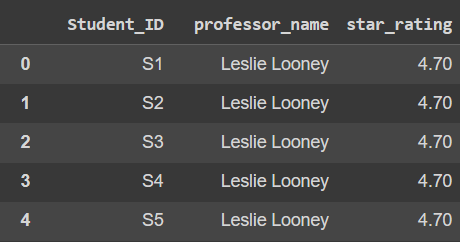 Student_ID professor_name star_rating
0 S1 Leslie Looney 4.70
1 S2 Leslie Looney 4.70
2 S3 Leslie Looney 4.70
3 S4 Leslie Looney 4.70
4 S5 Leslie Looney 4.70